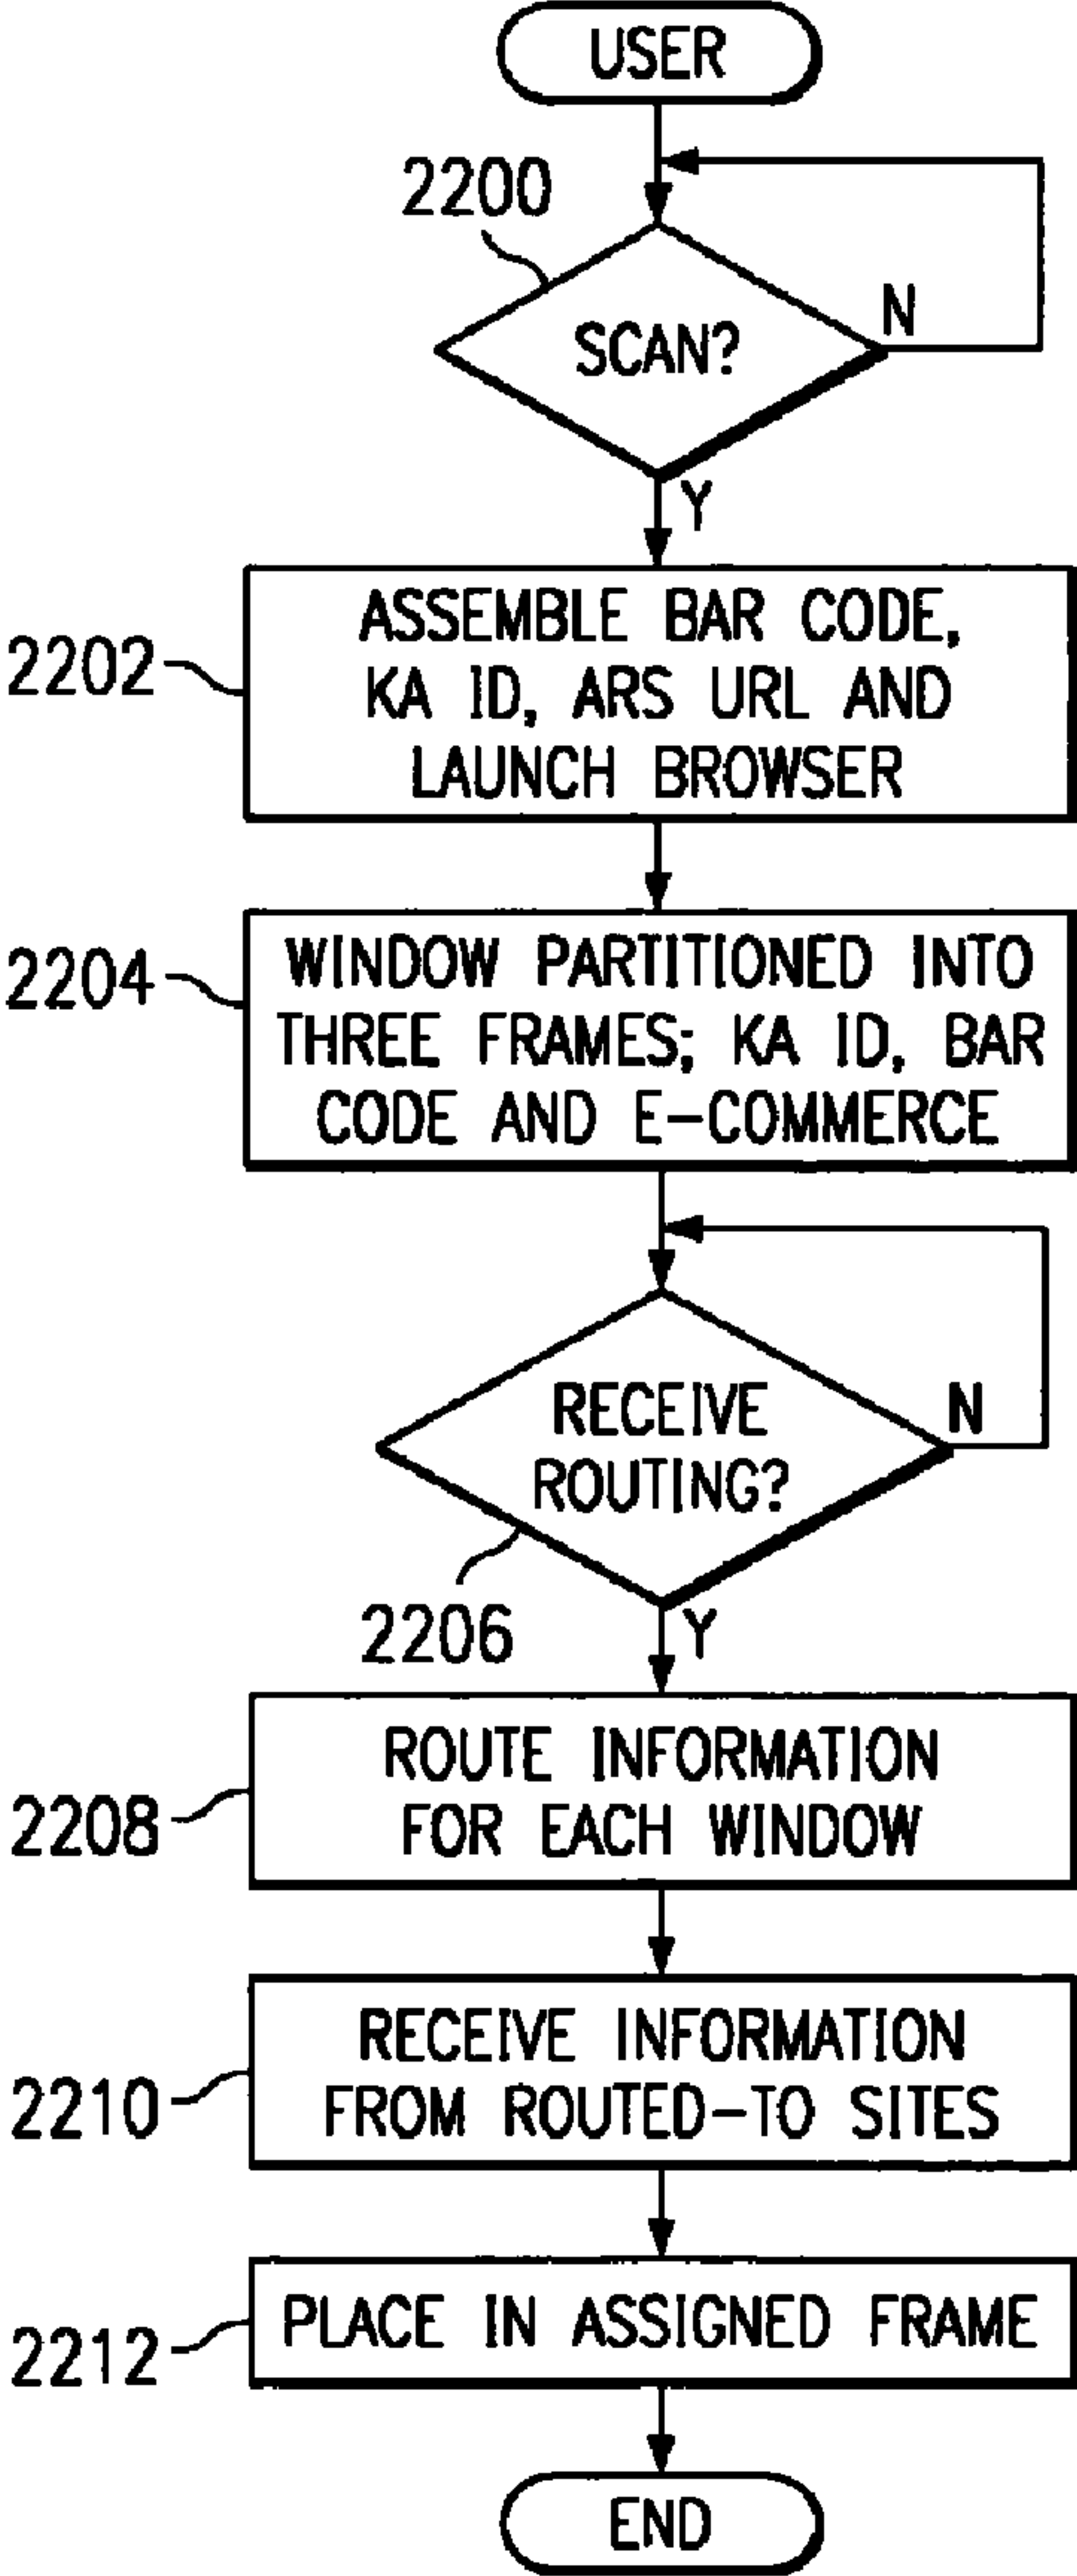 USER
2200
SCAN?
N
Y
2202
ASSEMBLE BAR CODE,
KA ID, ARS URL AND
LAUNCH BROWSER
2204
WINDOW PARTITIONED INTO
THREE FRAMES; KA ID, BAR
CODE AND E-COMMERCE
RECEIVE
ROUTING?
N
2206
Y
2208
ROUTE INFORMATION
FOR EACH WINDOW
2210
RECEIVE INFORMATION
FROM ROUTED-TO SITES
2212
PLACE IN ASSIGNED FRAME
END